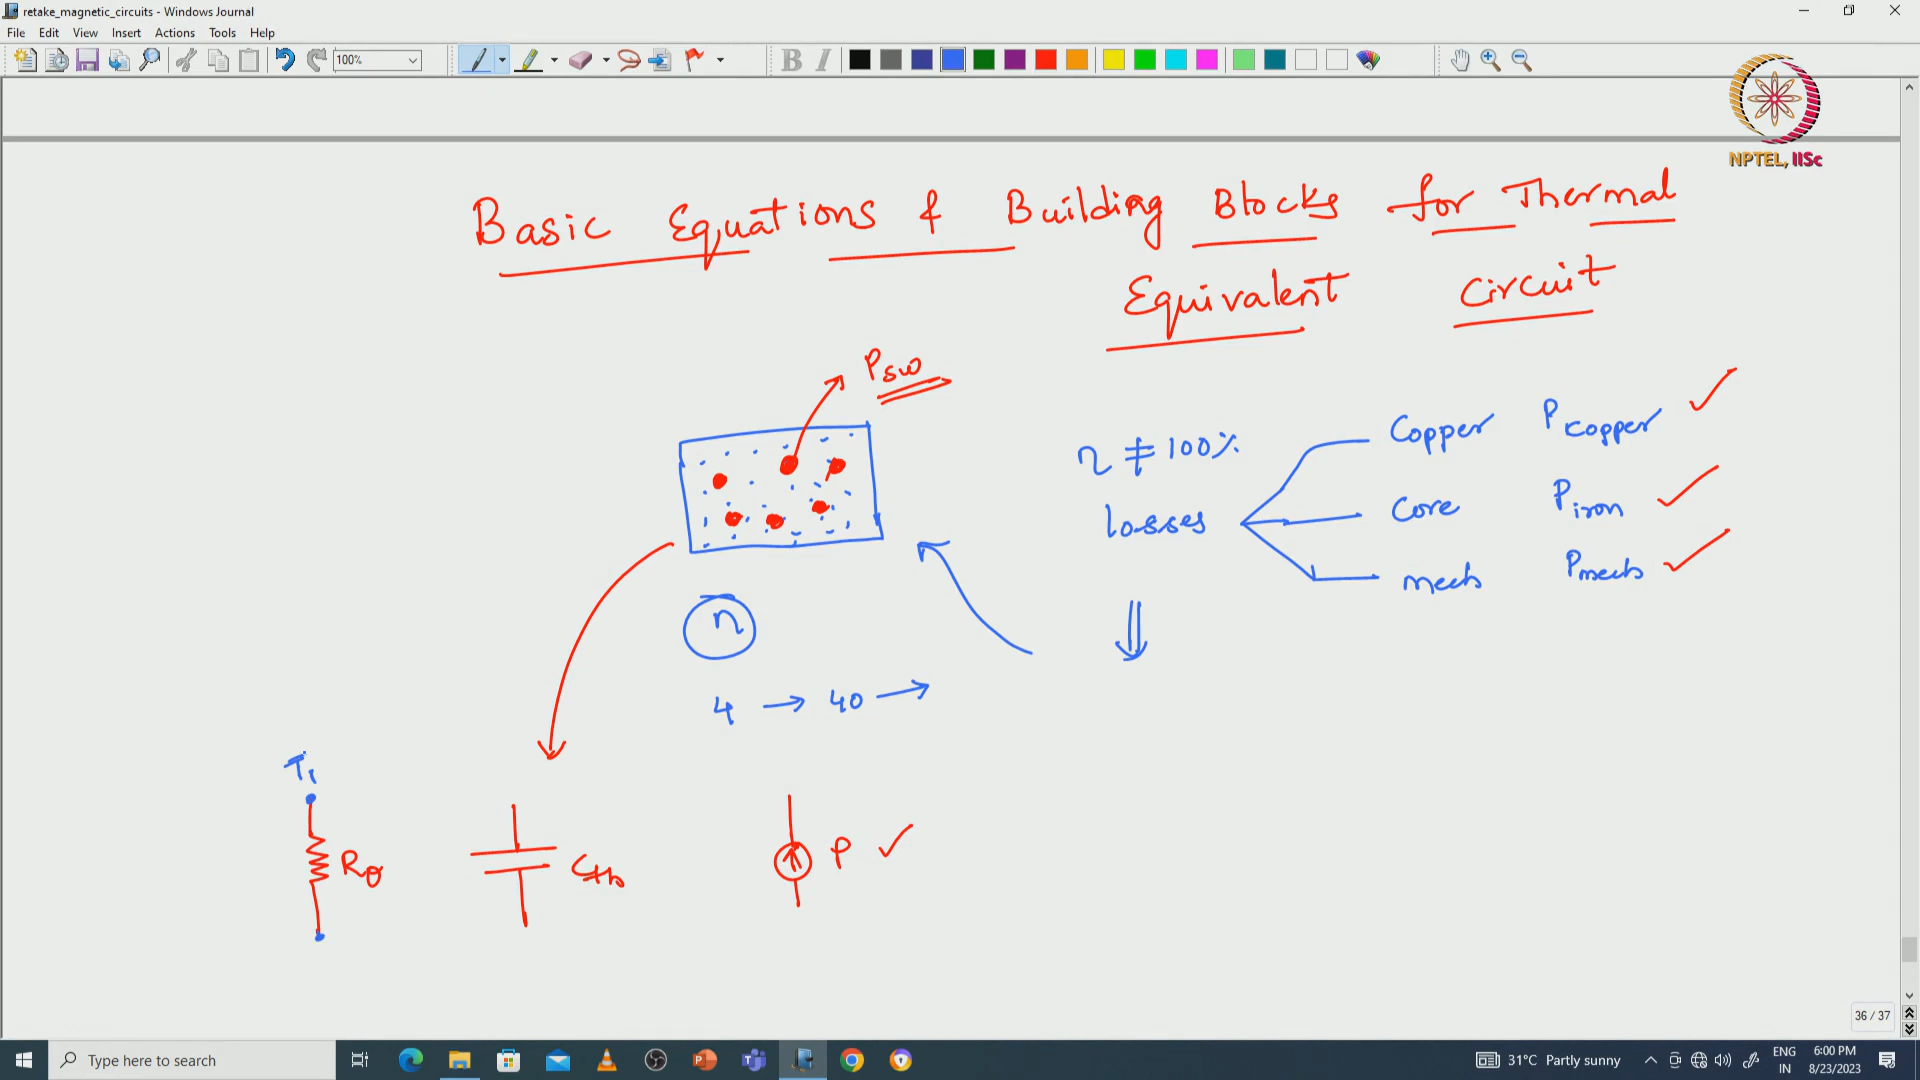 retake_magnetic_circuits - Windows Journal
File Edit View Insert Actions Tools Help
100%
B I
NPTEL, IISc
Basic Equations & Building Blocks for Thermal
Equivalent Circuit
Psw
η ≠ 100%
losses
Copper Pcopper ✓
Core Piron ✓
mech Pmech ✓
n
4 → 40 →
T1
Rθ
Cth
P ✓
36 / 37
Type here to search
31°C Partly sunny
ENG
IN
6:00 PM
8/23/2023